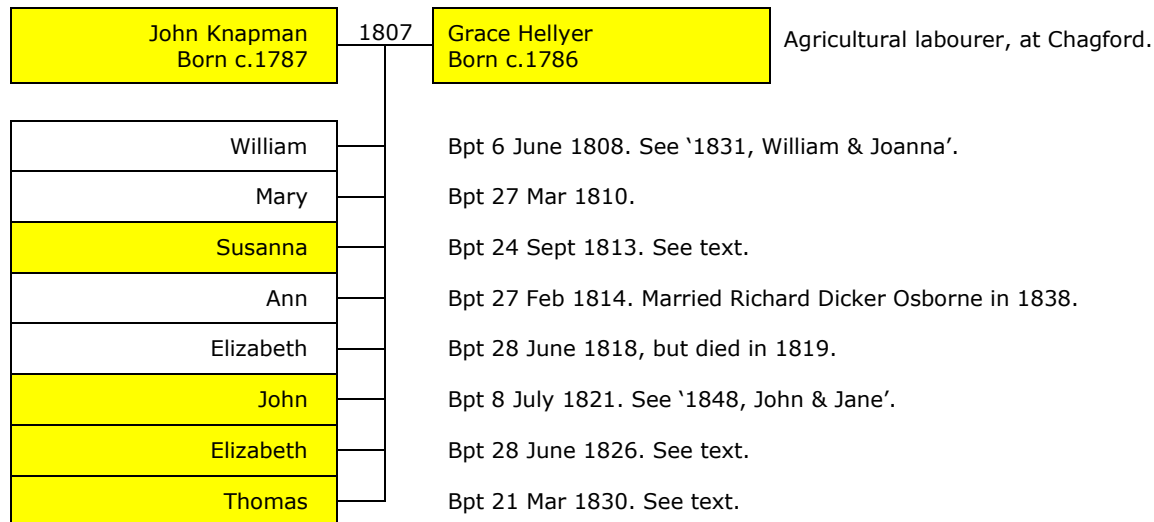 John Knapman
Born c.1787
1807
Grace Hellyer
Born c.1786
Agricultural labourer, at Chagford.
William
Bpt 6 June 1808. See ‘1831, William & Joanna’.
Mary
Bpt 27 Mar 1810.
Susanna
Bpt 24 Sept 1813. See text.
Ann
Bpt 27 Feb 1814. Married Richard Dicker Osborne in 1838.
Elizabeth
Bpt 28 June 1818, but died in 1819.
John
Bpt 8 July 1821. See ‘1848, John & Jane’.
Elizabeth
Bpt 28 June 1826. See text.
Thomas
Bpt 21 Mar 1830. See text.